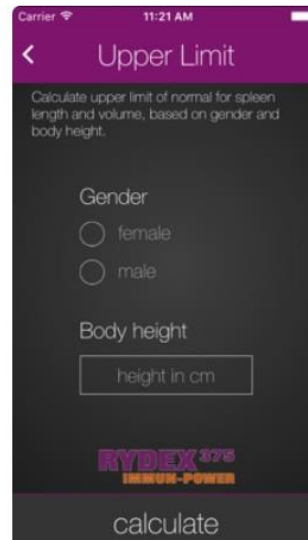 Carrier 11:21 AM
Upper Limit
Calculate upper limit of normal for spleen
length and volume, based on gender and
body height.
Gender
female
male
Body height
height in cm
RYDEX 375
IMMUN-POWER
calculate